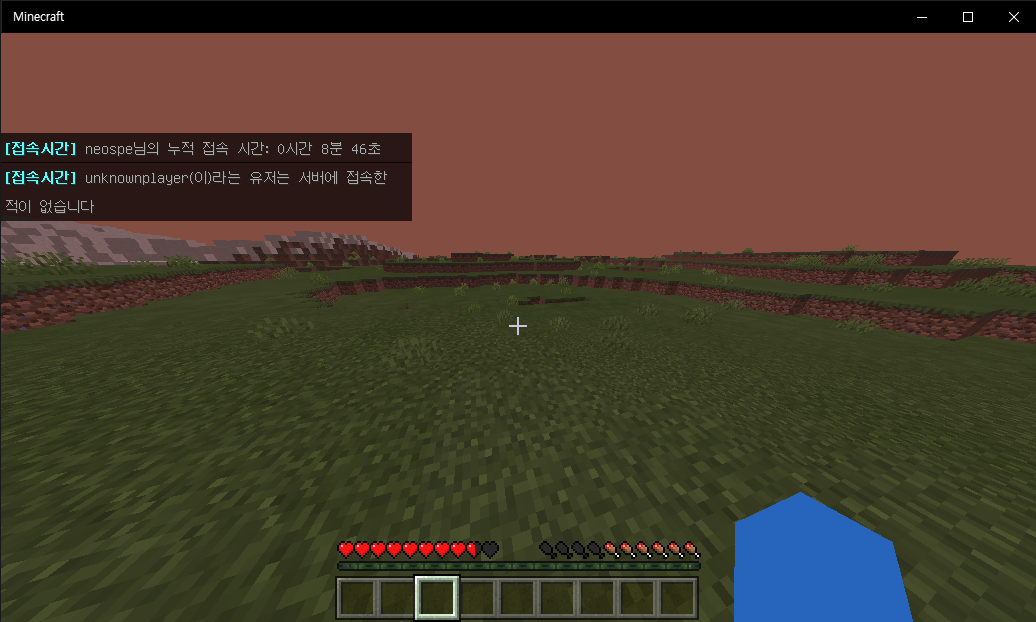 Minecraft
[접속시간] neospe님의 누적 접속 시간: 0시간 8분 46초
[접속시간] unknownplayer(이)라는 유저는 서버에 접속한
적이 없습니다